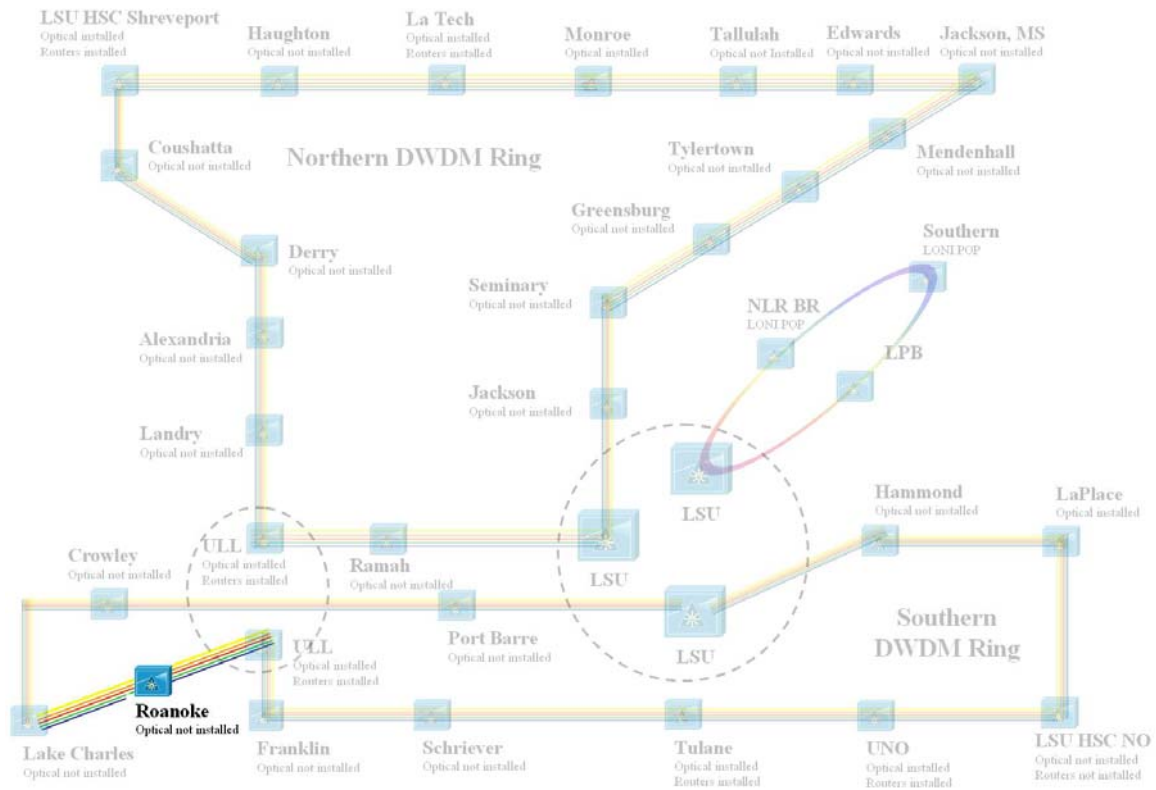 LSU HSC Shreveport
Optical installed
Routers installed
Haughton
Optical not installed
La Tech
Optical installed
Routers installed
Monroe
Optical not installed
Tallulah
Optical not Installed
Edwards
Optical not installed
Jackson, MS
Optical not installed
Coushatta
Optical not installed
Northern DWDM Ring
Tylertown
Optical not installed
Mendenhall
Optical not installed
Greensburg
Optical not installed
Southern
LONI POP
Derry
Optical not installed
Seminary
Optical not installed
NLR BR
LONI POP
Alexandria
Optical not installed
LPB
Jackson
Optical not installed
Landry
Optical not installed
LSU
Hammond
Optical not installed
LaPlace
Optical installed
ULL
Optical installed
Routers installed
Ramah
Optical not installed
LSU
Crowley
Optical not installed
Port Barre
Optical not installed
LSU
Southern
DWDM Ring
ULL
Optical installed
Routers installed
Roanoke
Optical not installed
Lake Charles
Optical not installed
Franklin
Optical not installed
Schriever
Optical not installed
Tulane
Optical installed
Routers installed
UNO
Optical installed
Routers installed
LSU HSC NO
Optical not installed
Routers not installed